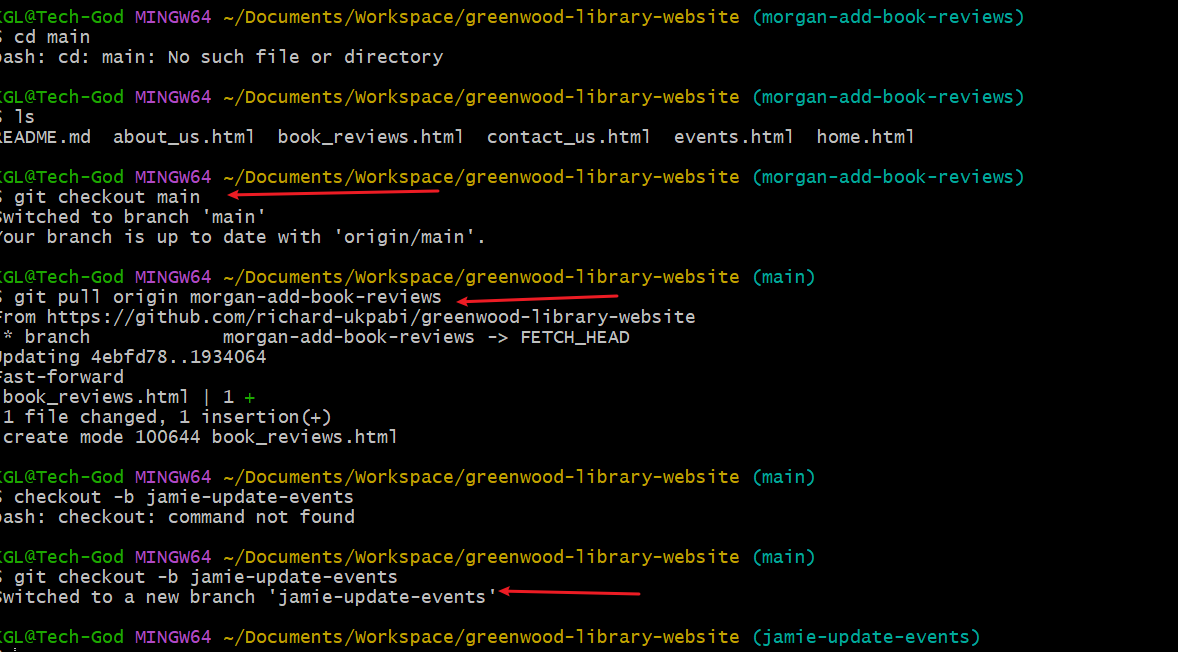 KGL@Tech-God MINGW64 ~/Documents/Workspace/greenwood-library-website (morgan-add-book-reviews)
$ cd main
bash: cd: main: No such file or directory
KGL@Tech-God MINGW64 ~/Documents/Workspace/greenwood-library-website (morgan-add-book-reviews)
$ ls
README.md about_us.html book_reviews.html contact_us.html events.html home.html
KGL@Tech-God MINGW64 ~/Documents/Workspace/greenwood-library-website (morgan-add-book-reviews)
$ git checkout main
Switched to branch 'main'
Your branch is up to date with 'origin/main'.
KGL@Tech-God MINGW64 ~/Documents/Workspace/greenwood-library-website (main)
$ git pull origin morgan-add-book-reviews
From https://github.com/richard-ukpabi/greenwood-library-website
* branch morgan-add-book-reviews -> FETCH_HEAD
Updating 4ebfd78..1934064
Fast-forward
book_reviews.html | 1 +
1 file changed, 1 insertion(+)
create mode 100644 book_reviews.html
KGL@Tech-God MINGW64 ~/Documents/Workspace/greenwood-library-website (main)
$ checkout -b jamie-update-events
bash: checkout: command not found
KGL@Tech-God MINGW64 ~/Documents/Workspace/greenwood-library-website (main)
$ git checkout -b jamie-update-events
Switched to a new branch 'jamie-update-events'
KGL@Tech-God MINGW64 ~/Documents/Workspace/greenwood-library-website (jamie-update-events)